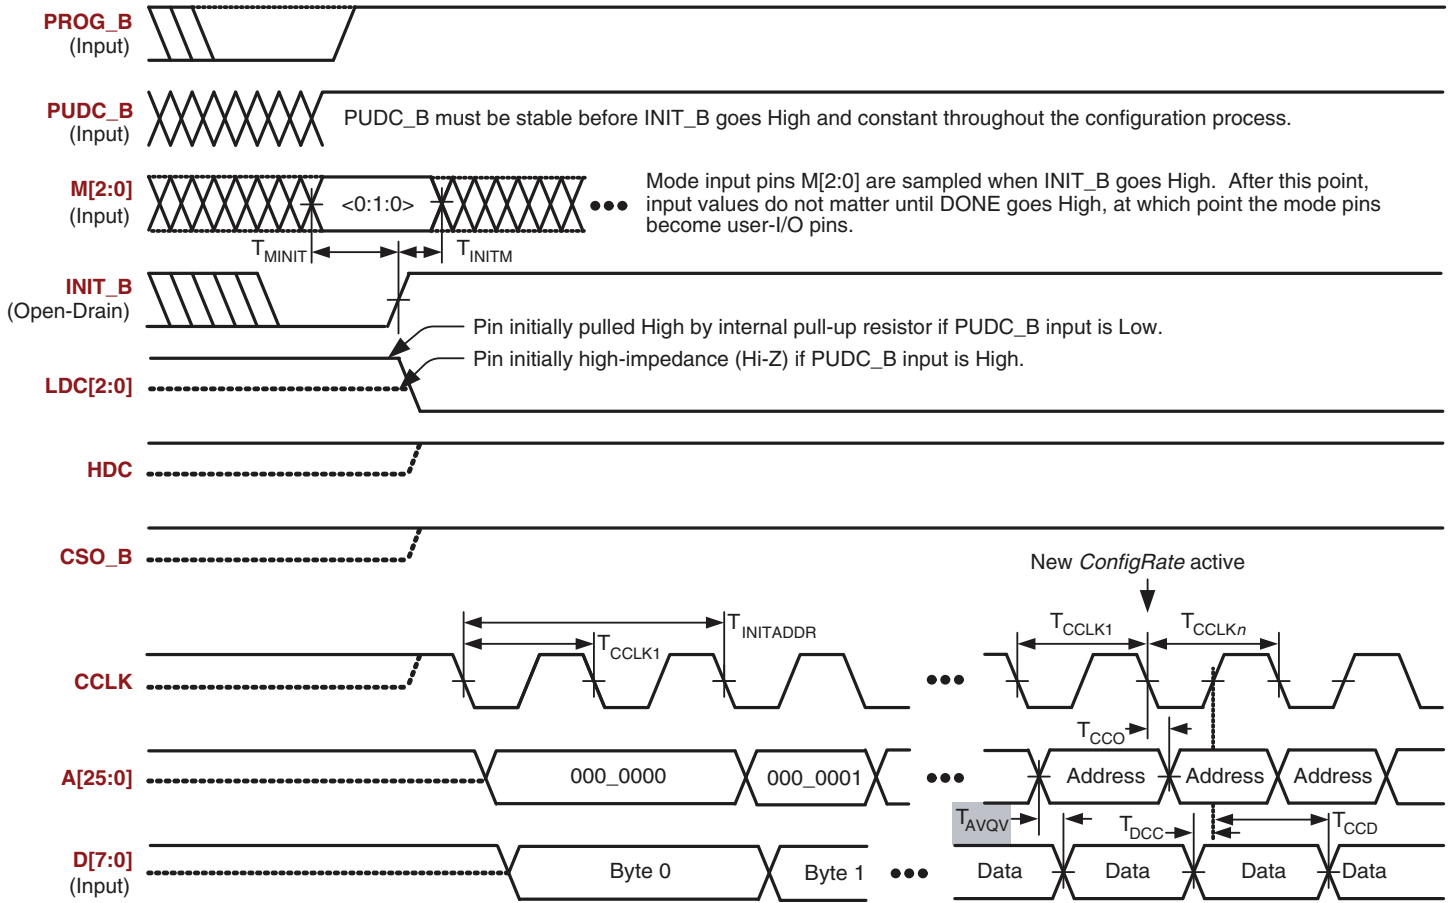 PROG_B
(Input)
PUDC_B
(Input)
PUDC_B must be stable before INIT_B goes High and constant throughout the configuration process.
M[2:0]
(Input)
<0:1:0>
Mode input pins M[2:0] are sampled when INIT_B goes High. After this point,
input values do not matter until DONE goes High, at which point the mode pins
become user-I/O pins.
TMINIT
TINITM
INIT_B
(Open-Drain)
Pin initially pulled High by internal pull-up resistor if PUDC_B input is Low.
Pin initially high-impedance (Hi-Z) if PUDC_B input is High.
LDC[2:0]
HDC
CSO_B
New ConfigRate active
TINITADDR
TCCLK1
TCCLK1
TCCLKn
CCLK
TCCO
A[25:0]
000_0000
000_0001
Address
Address
Address
TAVQV
TDCC
TCCD
D[7:0]
(Input)
Byte 0
Byte 1
Data
Data
Data
Data